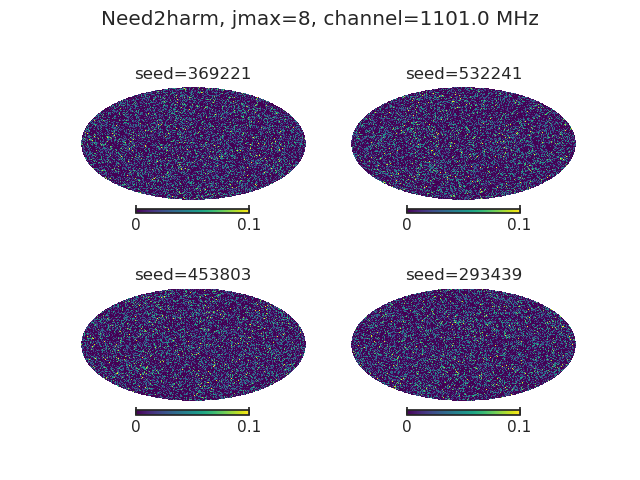 Need2harm, jmax=8, channel=1101.0 MHz
seed=369221
seed=532241
0 0.1
0 0.1
seed=453803
seed=293439
0 0.1
0 0.1